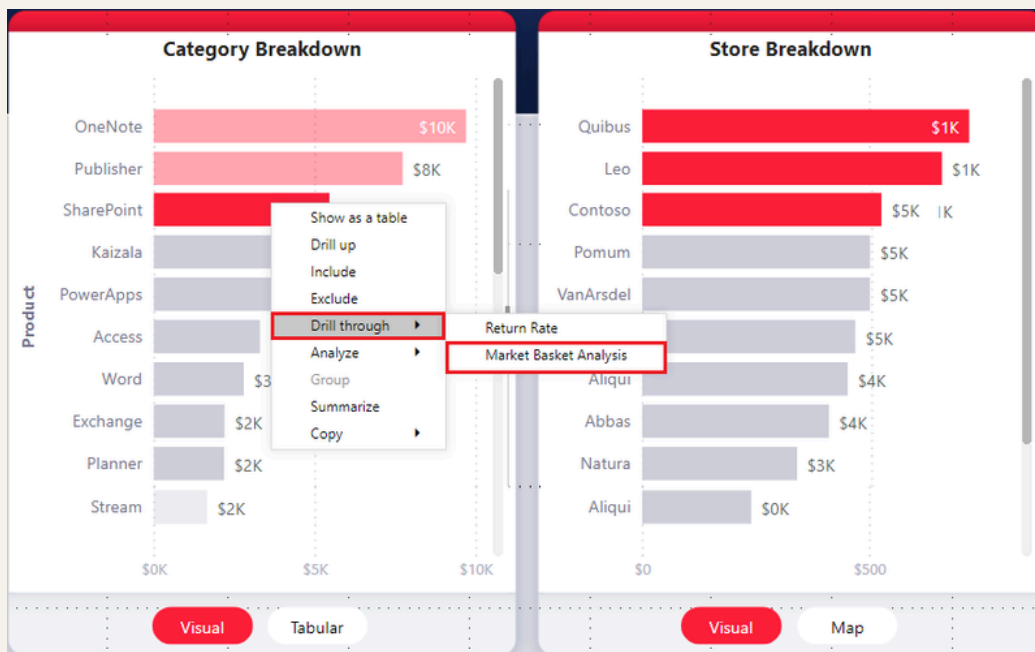 Category Breakdown
Product
OneNote $10K
Publisher $8K
SharePoint
Kaizala
PowerApps
Access
Word $3
Exchange $2K
Planner $2K
Stream $2K
$0K $5K $10K
Visual Tabular
Show as a table
Drill up
Include
Exclude
Drill through
Analyze
Group
Summarize
Copy
Return Rate
Market Basket Analysis
Store Breakdown
Quibus $1K
Leo $1K
Contoso $5K
Pomum $5K
VanArsdel $5K
$5K
Aliqui $4K
Abbas $4K
Natura $3K
Aliqui $0K
$0 $500
Visual Map